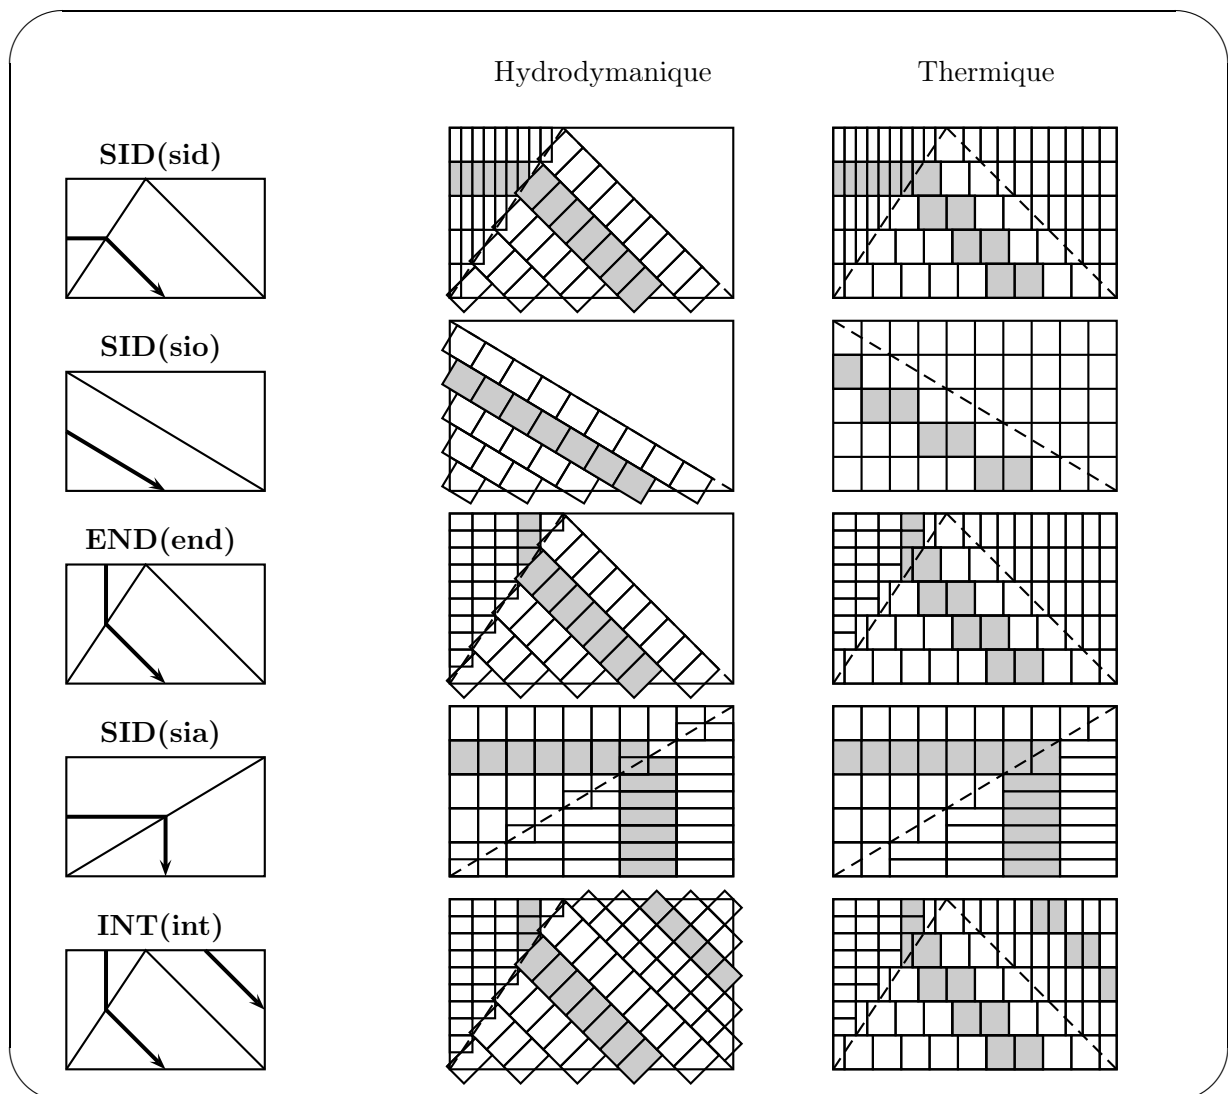 Hydrodymanique Thermique
SID(sid)
SID(sio)
END(end)
SID(sia)
INT(int)